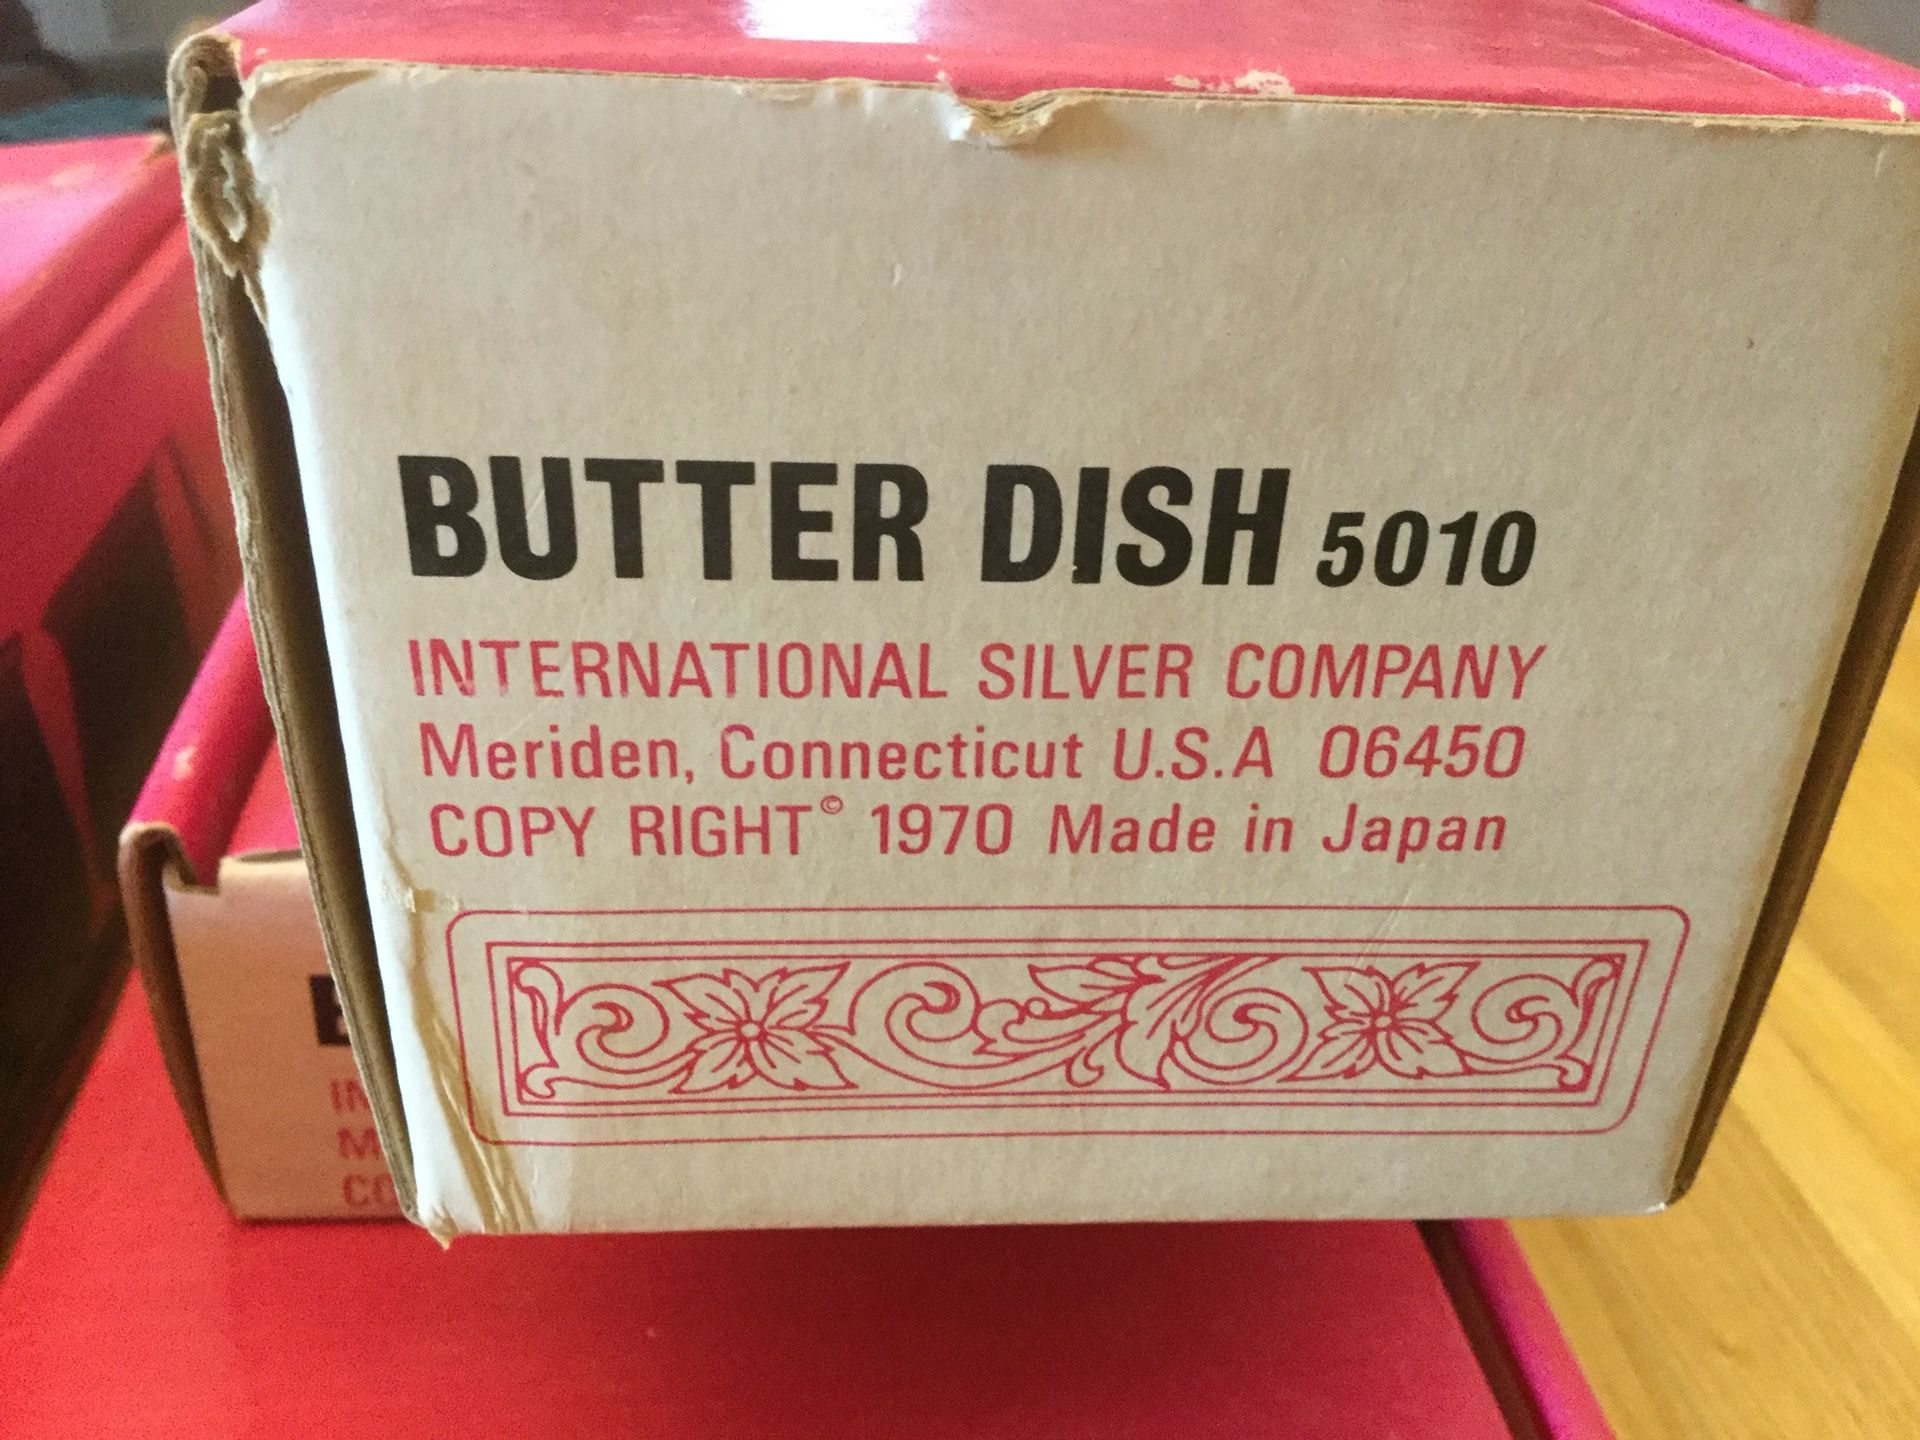 BUTTER DISH 5010
INTERNATIONAL SILVER COMPANY
Meriden, Connecticut U.S.A 06450
COPY RIGHT© 1970 Made in Japan